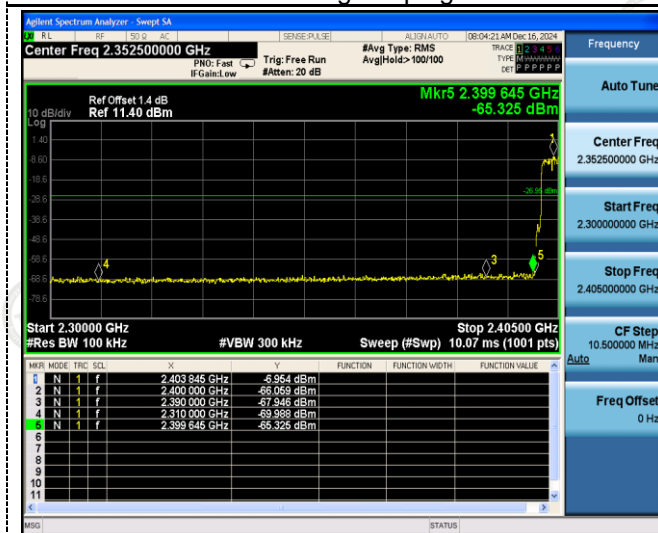 Agilent Spectrum Analyzer - Swept SA
RL RF 50 Ω AC SENSE:PULSE ALIGN AUTO 08:04:21 AM Dec 16, 2024
Center Freq 2.352500000 GHz #Avg Type: RMS TRACE 1 2 3 4 5 6
PNO: Fast Trig: Free Run Avg|Hold:> 100/100 TYPE
IFGain:Low #Atten: 20 dB DET P P P P P P
Mkr5 2.399 645 GHz
-65.325 dBm
Ref Offset 1.4 dB
10 dB/div Ref 11.40 dBm
Log
1.40
-8.60
-18.6
-28.6
-38.6
-48.6
-58.6
-68.6
-78.6
1
-26.95 dBm
4
3
5
Start 2.30000 GHz Stop 2.40500 GHz
#Res BW 100 kHz #VBW 300 kHz Sweep (#Swp) 10.07 ms (1001 pts)
MKR MODE TRC SCL X Y FUNCTION FUNCTION WIDTH FUNCTION VALUE
1 N 1 f 2.403 845 GHz -6.954 dBm
2 N 1 f 2.400 000 GHz -66.059 dBm
3 N 1 f 2.390 000 GHz -67.946 dBm
4 N 1 f 2.310 000 GHz -69.988 dBm
5 N 1 f 2.399 645 GHz -65.325 dBm
6
7
8
9
10
11
MSG STATUS
Frequency
Auto Tune
Center Freq
2.352500000 GHz
Start Freq
2.300000000 GHz
Stop Freq
2.405000000 GHz
CF Step
10.500000 MHz
Auto Man
Freq Offset
0 Hz